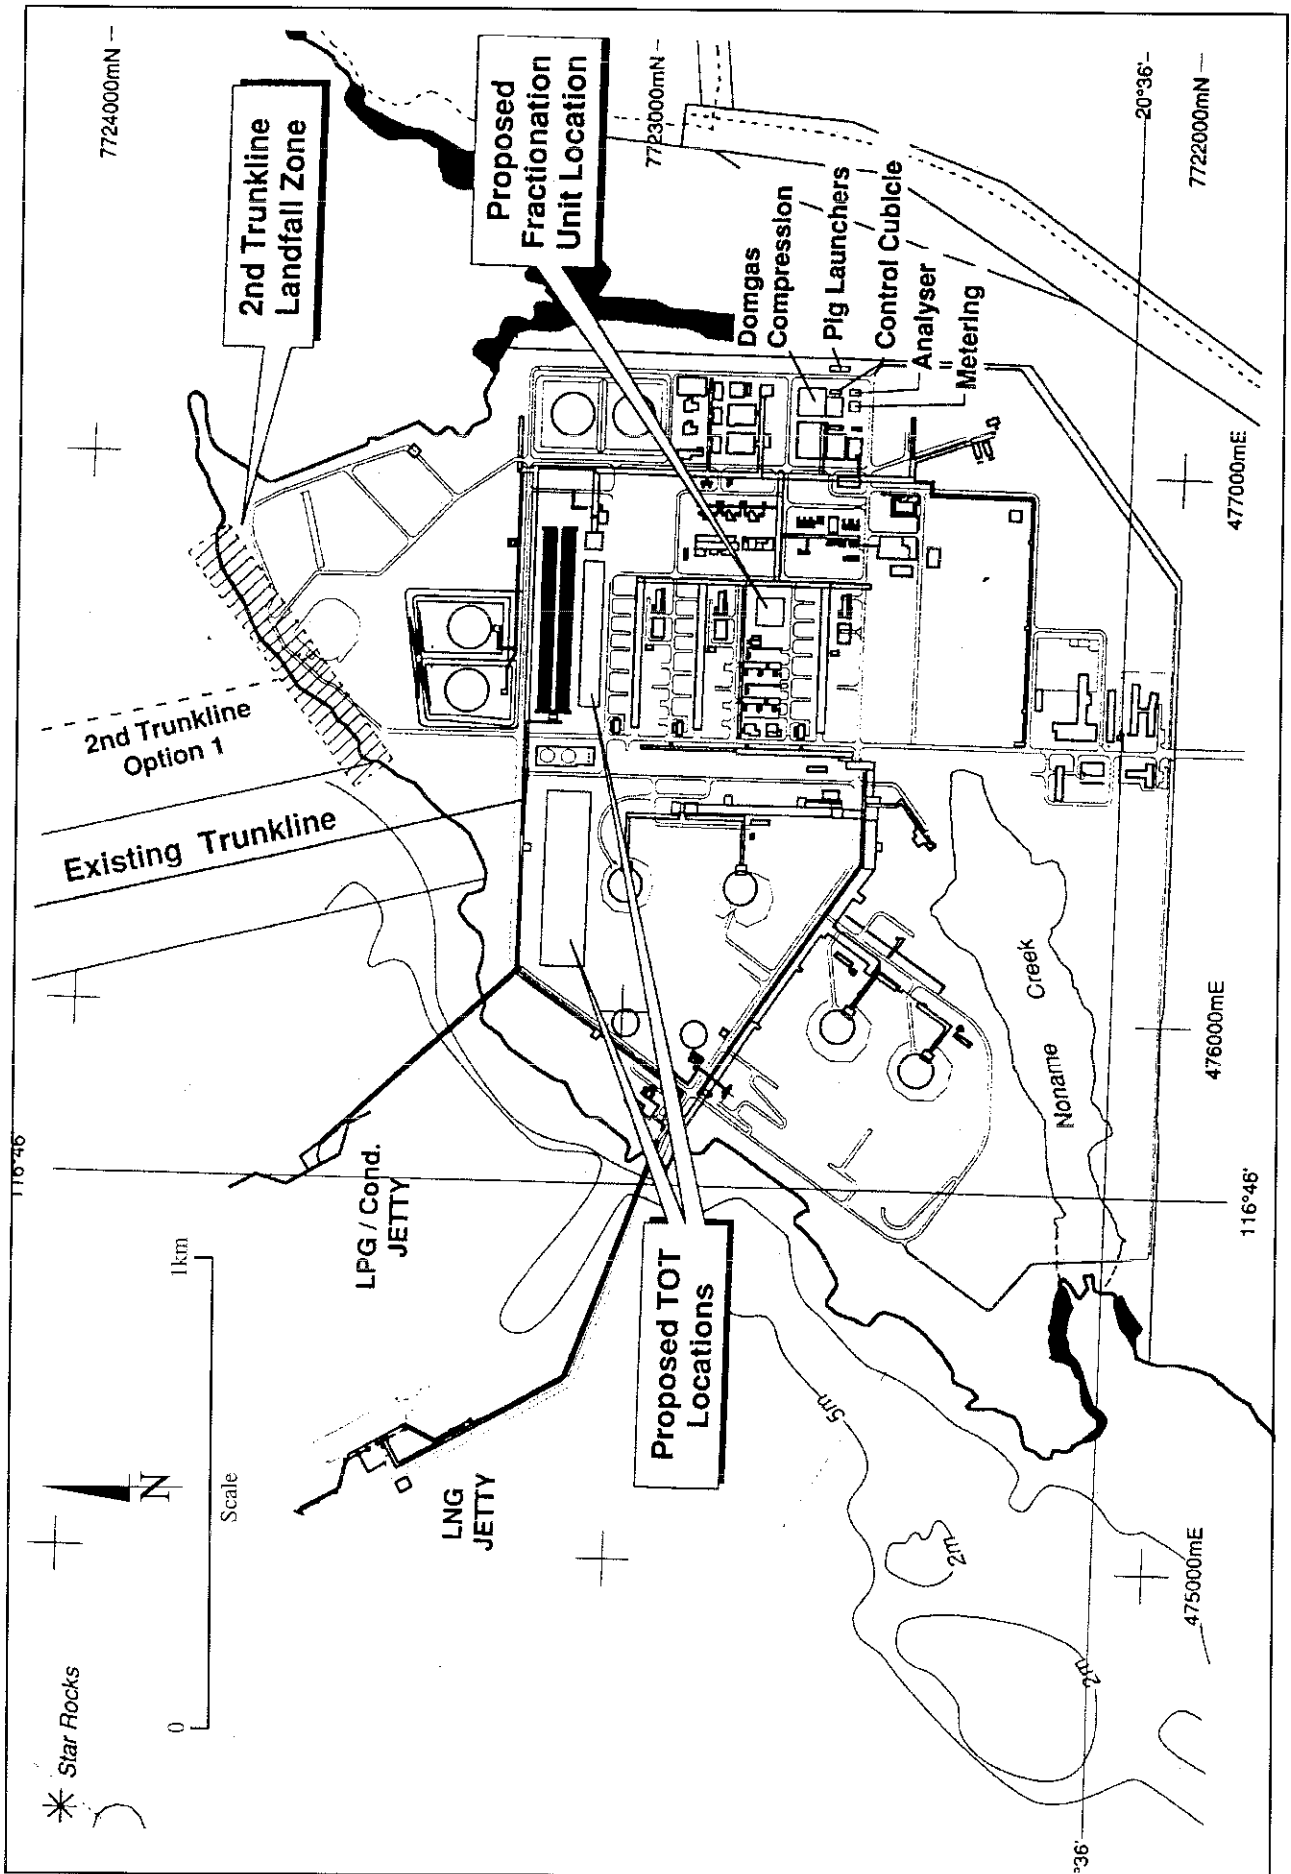 7724000mN
7723000mN
20°36'
7722000mN
2nd Trunkline
Landfall Zone
Proposed
Fractionation
Unit Location
Domgas
Compression
Pig Launchers
Control Cubicle
Analyser
Metering
477000mE
2nd Trunkline
Option 1
Existing Trunkline
Noname Creek
476000mE
116°46'
116°46'
LPG / Cond.
JETTY
1km
Scale
0
Proposed TOT
Locations
N
LNG
JETTY
5m
2m
2m
475000mE
°36'
Star Rocks